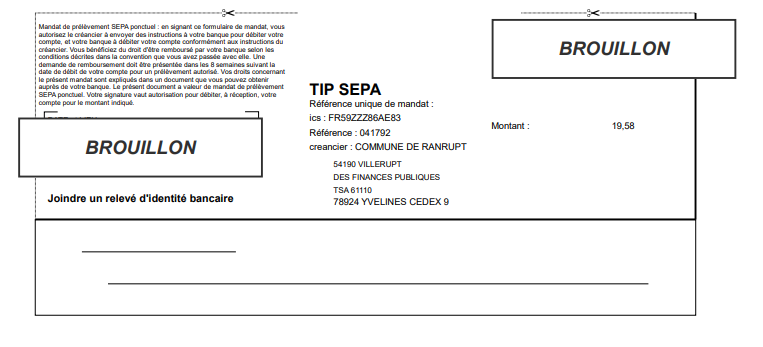 Mandat de prélèvement SEPA ponctuel : en signant ce formulaire de mandat, vous
autorisez le créancier à envoyer des instructions à votre banque pour débiter votre
compte, et votre banque à débiter votre compte conformément aux instructions du
créancier. Vous bénéficiez du droit d'être remboursé par votre banque selon les
conditions décrites dans la convention que vous avez passée avec elle. Une
demande de remboursement doit être présentée dans les 8 semaines suivant la
date de débit de votre compte pour un prélèvement autorisé. Vos droits concernant
le présent mandat sont expliqués dans un document que vous pouvez obtenir
auprès de votre banque. Le présent document a valeur de mandat de prélèvement
SEPA ponctuel. Votre signature vaut autorisation pour débiter, à réception, votre
compte pour le montant indiqué.
BROUILLON
Joindre un relevé d'identité bancaire
TIP SEPA
Référence unique de mandat :
ics : FR59ZZZ86AE83
Référence : 041792
creancier : COMMUNE DE RANRUPT
54190 VILLERUPT
DES FINANCES PUBLIQUES
TSA 61110
78924 YVELINES CEDEX 9
BROUILLON
Montant : 19,58